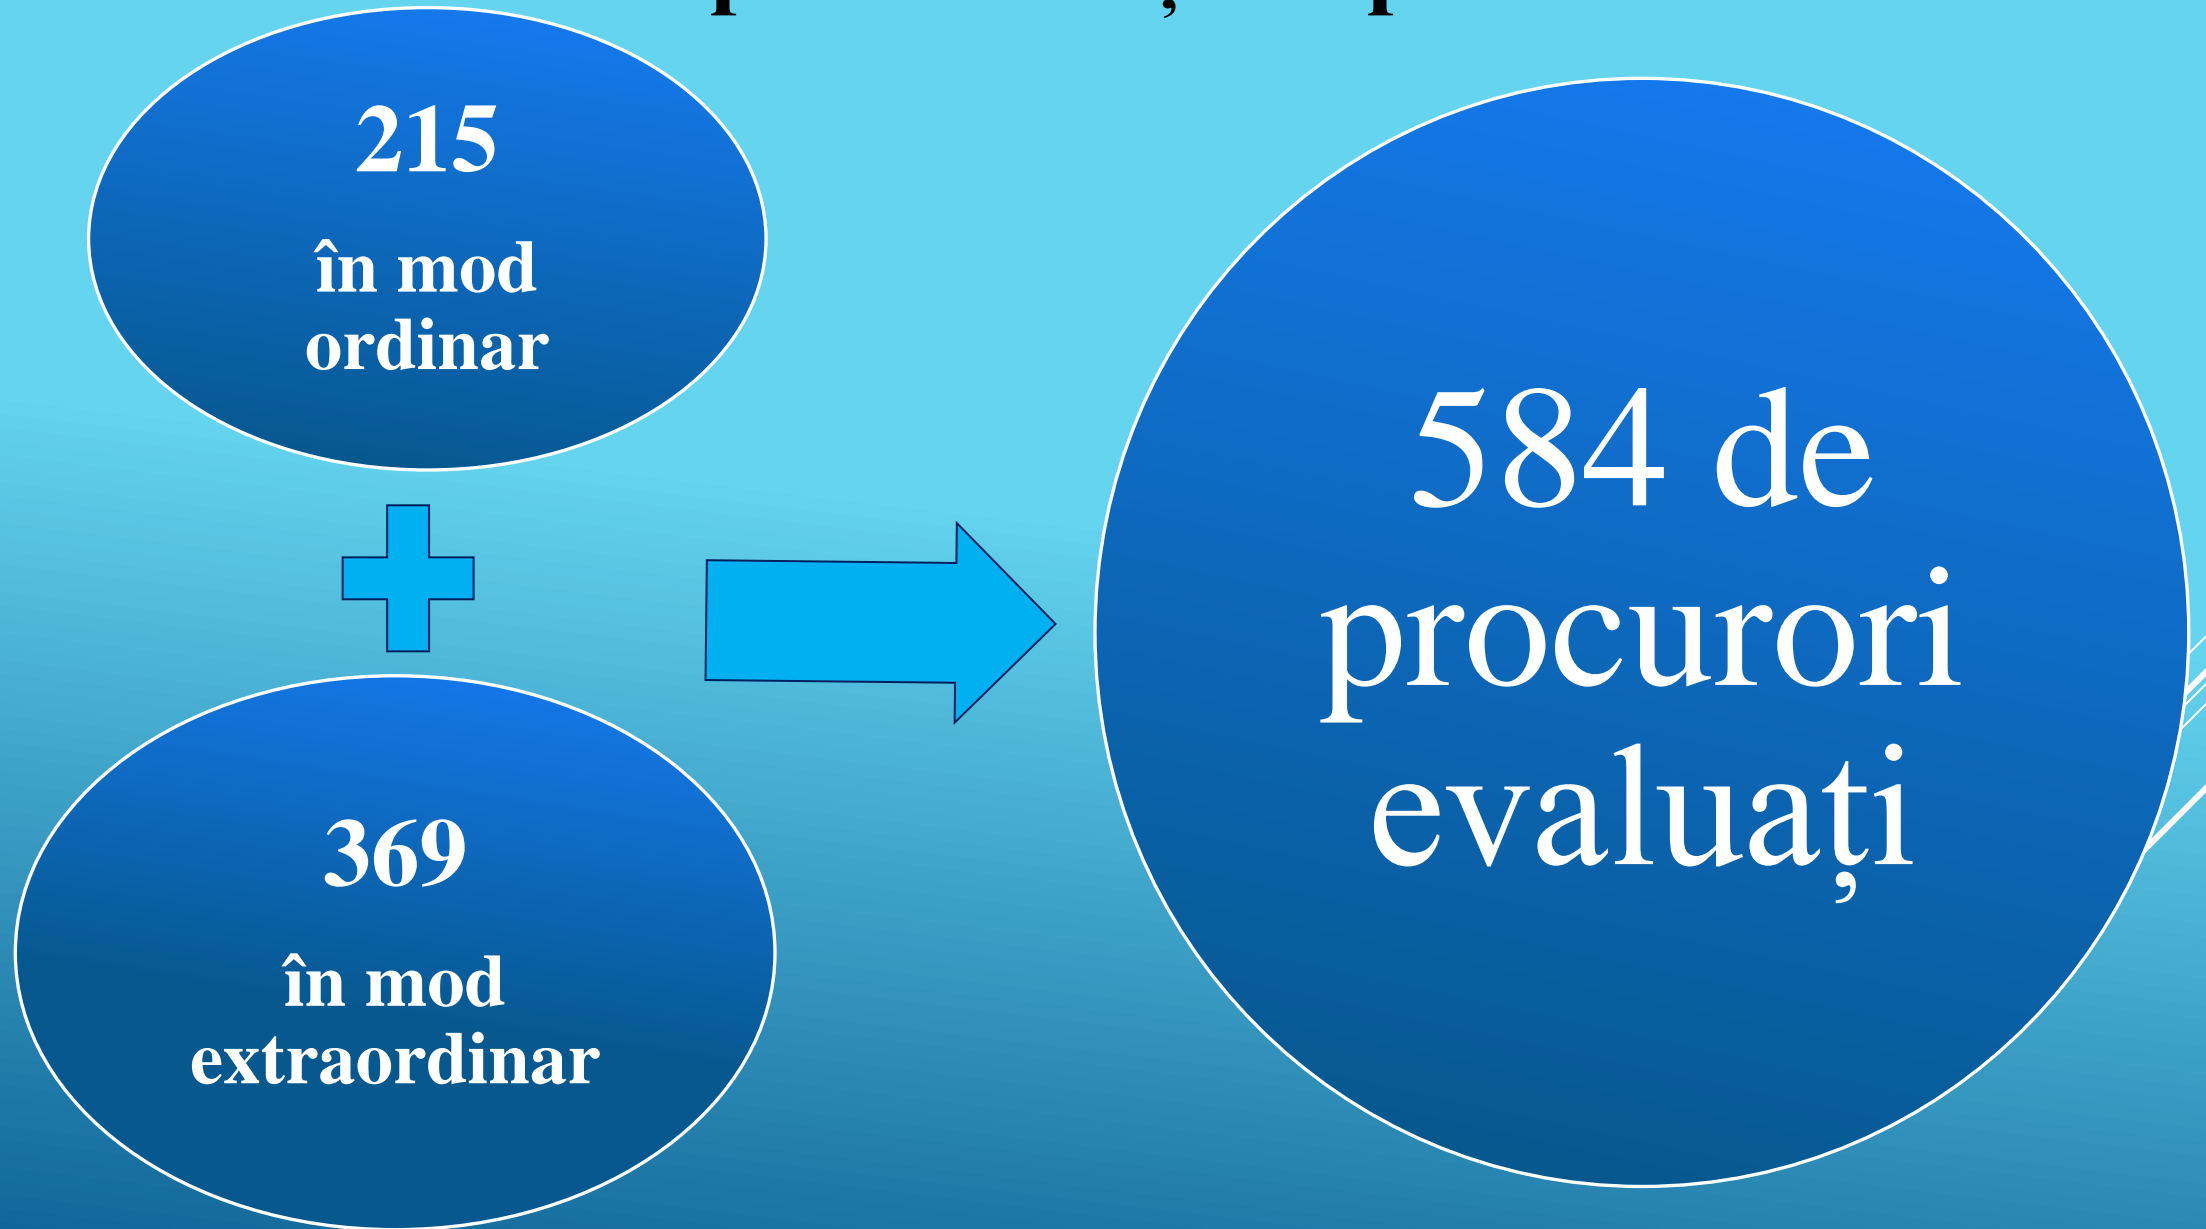 215
în mod
ordinar
369
în mod
extraordinar
584 de
procurori
evaluați